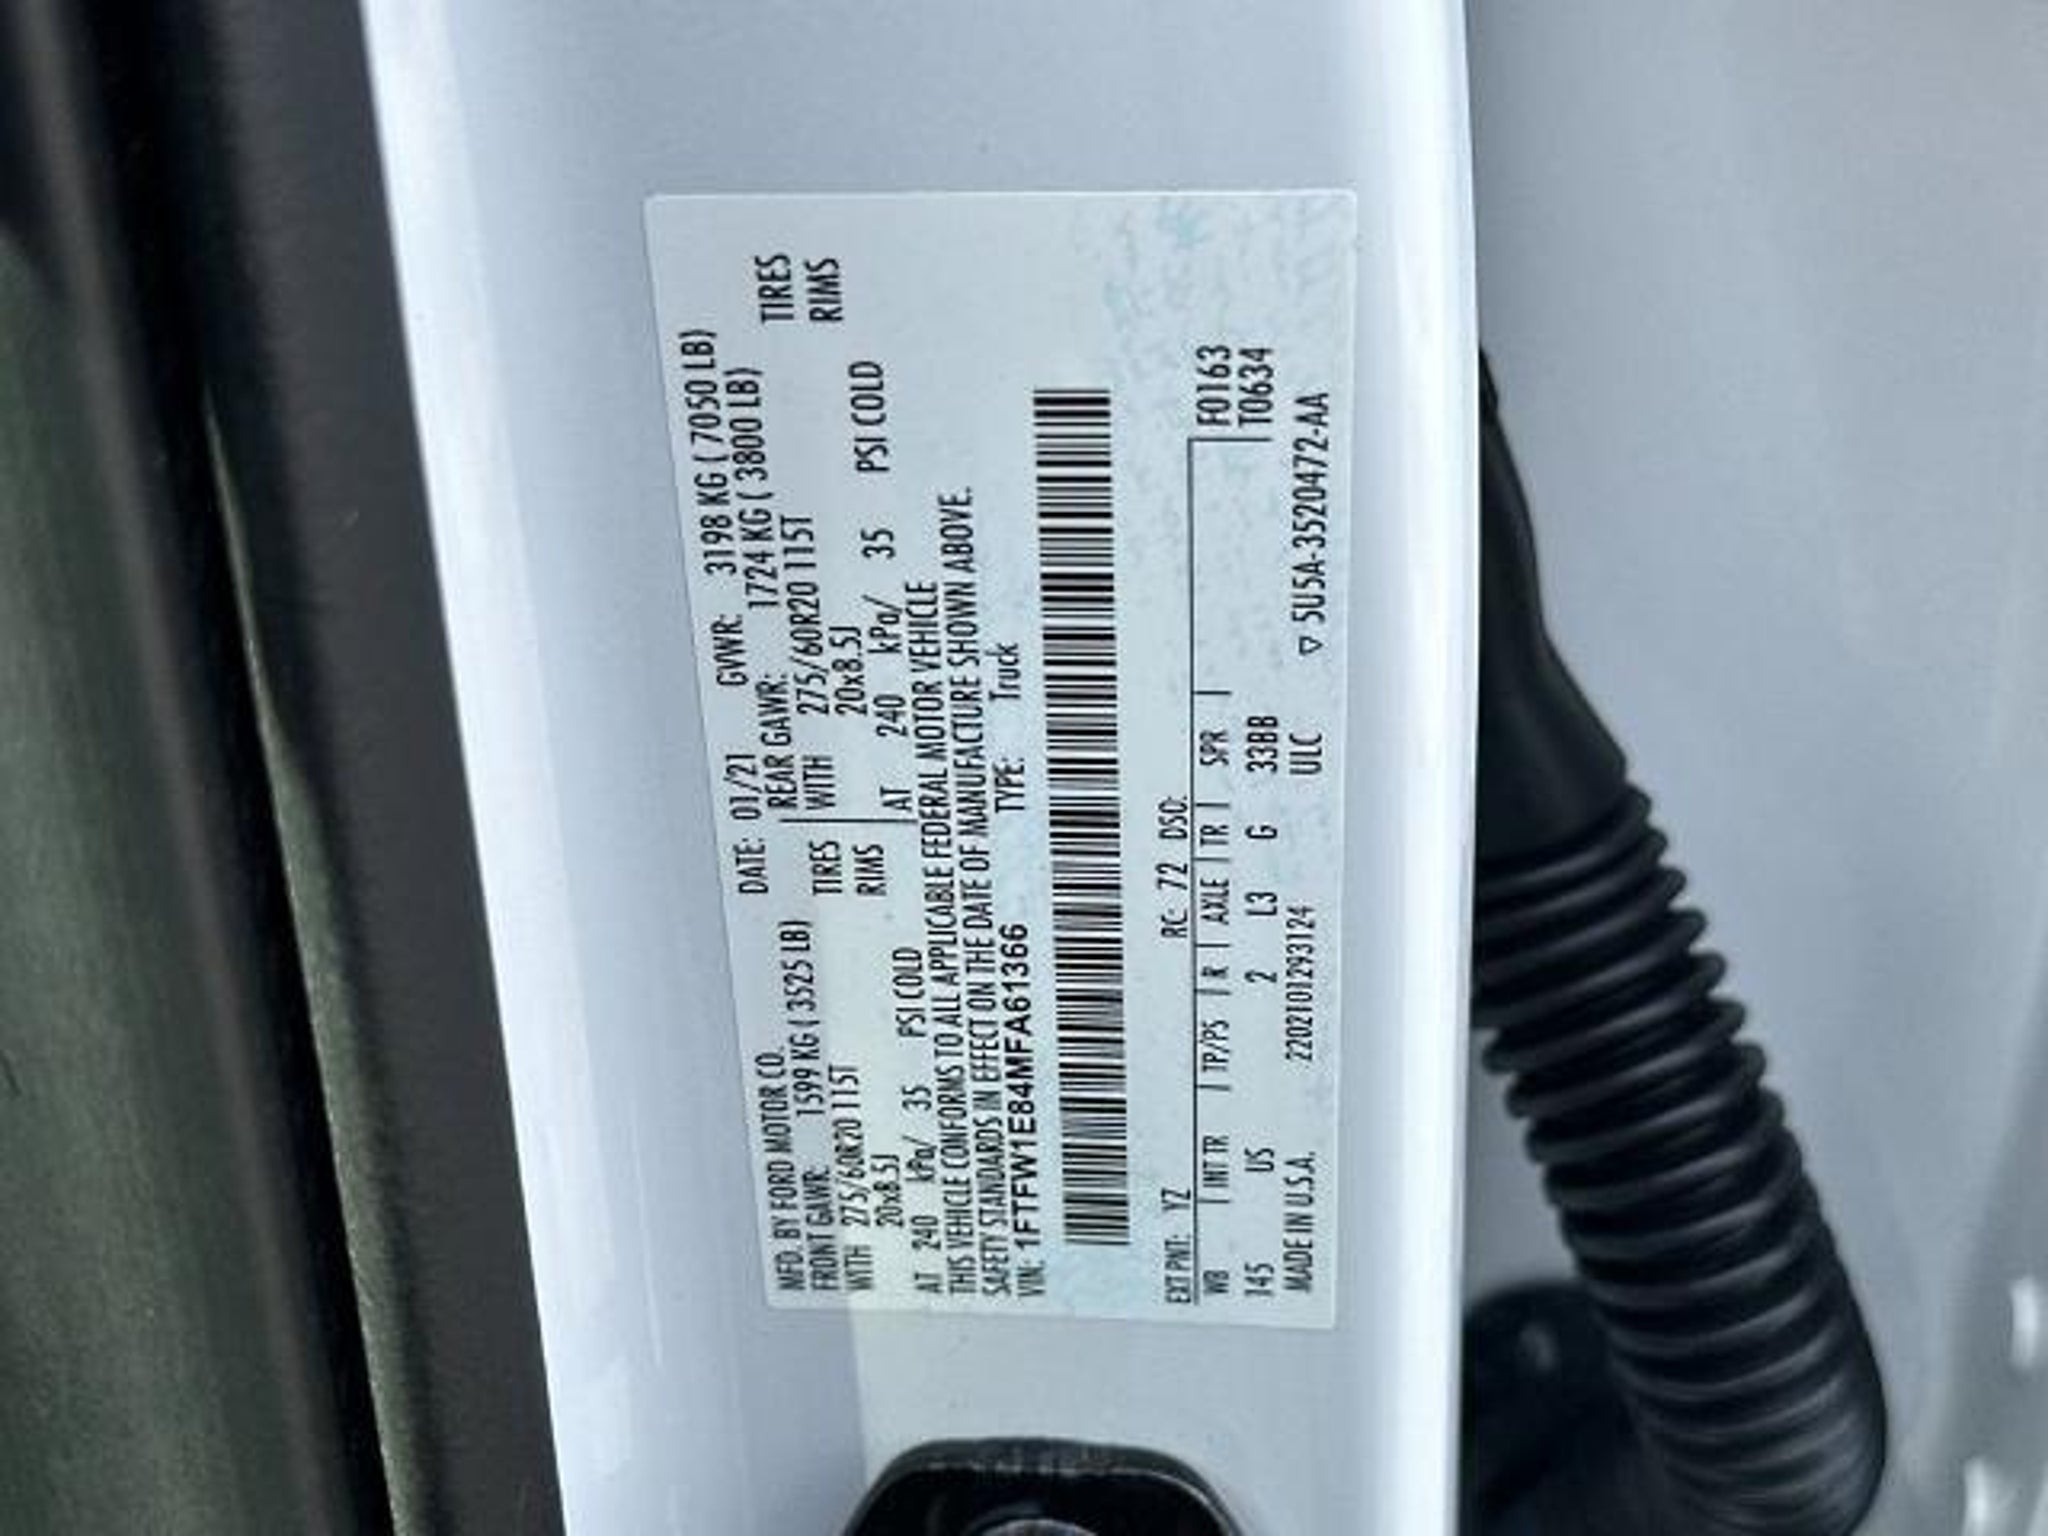 MFD. BY FORD MOTOR CO. DATE: 01/21 GVWR: 3198 KG ( 7050 LB)
FRONT GAWR: 1599 KG ( 3525 LB) REAR GAWR: 1724 KG ( 3800 LB)
WITH 275/60R20 115T TIRES WITH 275/60R20 115T TIRES
20x8.5J RIMS 20x8.5J RIMS
AT 240 kPa/ 35 PSI COLD AT 240 kPa/ 35 PSI COLD
THIS VEHICLE CONFORMS TO ALL APPLICABLE FEDERAL MOTOR VEHICLE
SAFETY STANDARDS IN EFFECT ON THE DATE OF MANUFACTURE SHOWN ABOVE.
VIN: 1FTFW1E84MFA61366 TYPE: Truck
EXT PNT: YZ RC: 72 DSO:
WB | INT TR | TP/PS | R | AXLE | TR | SPR | F0163
145 US 2 L3 G 33BB T0634
MADE IN U.S.A. 2202101293124 ULC ▽ 5U5A-3520472-AA